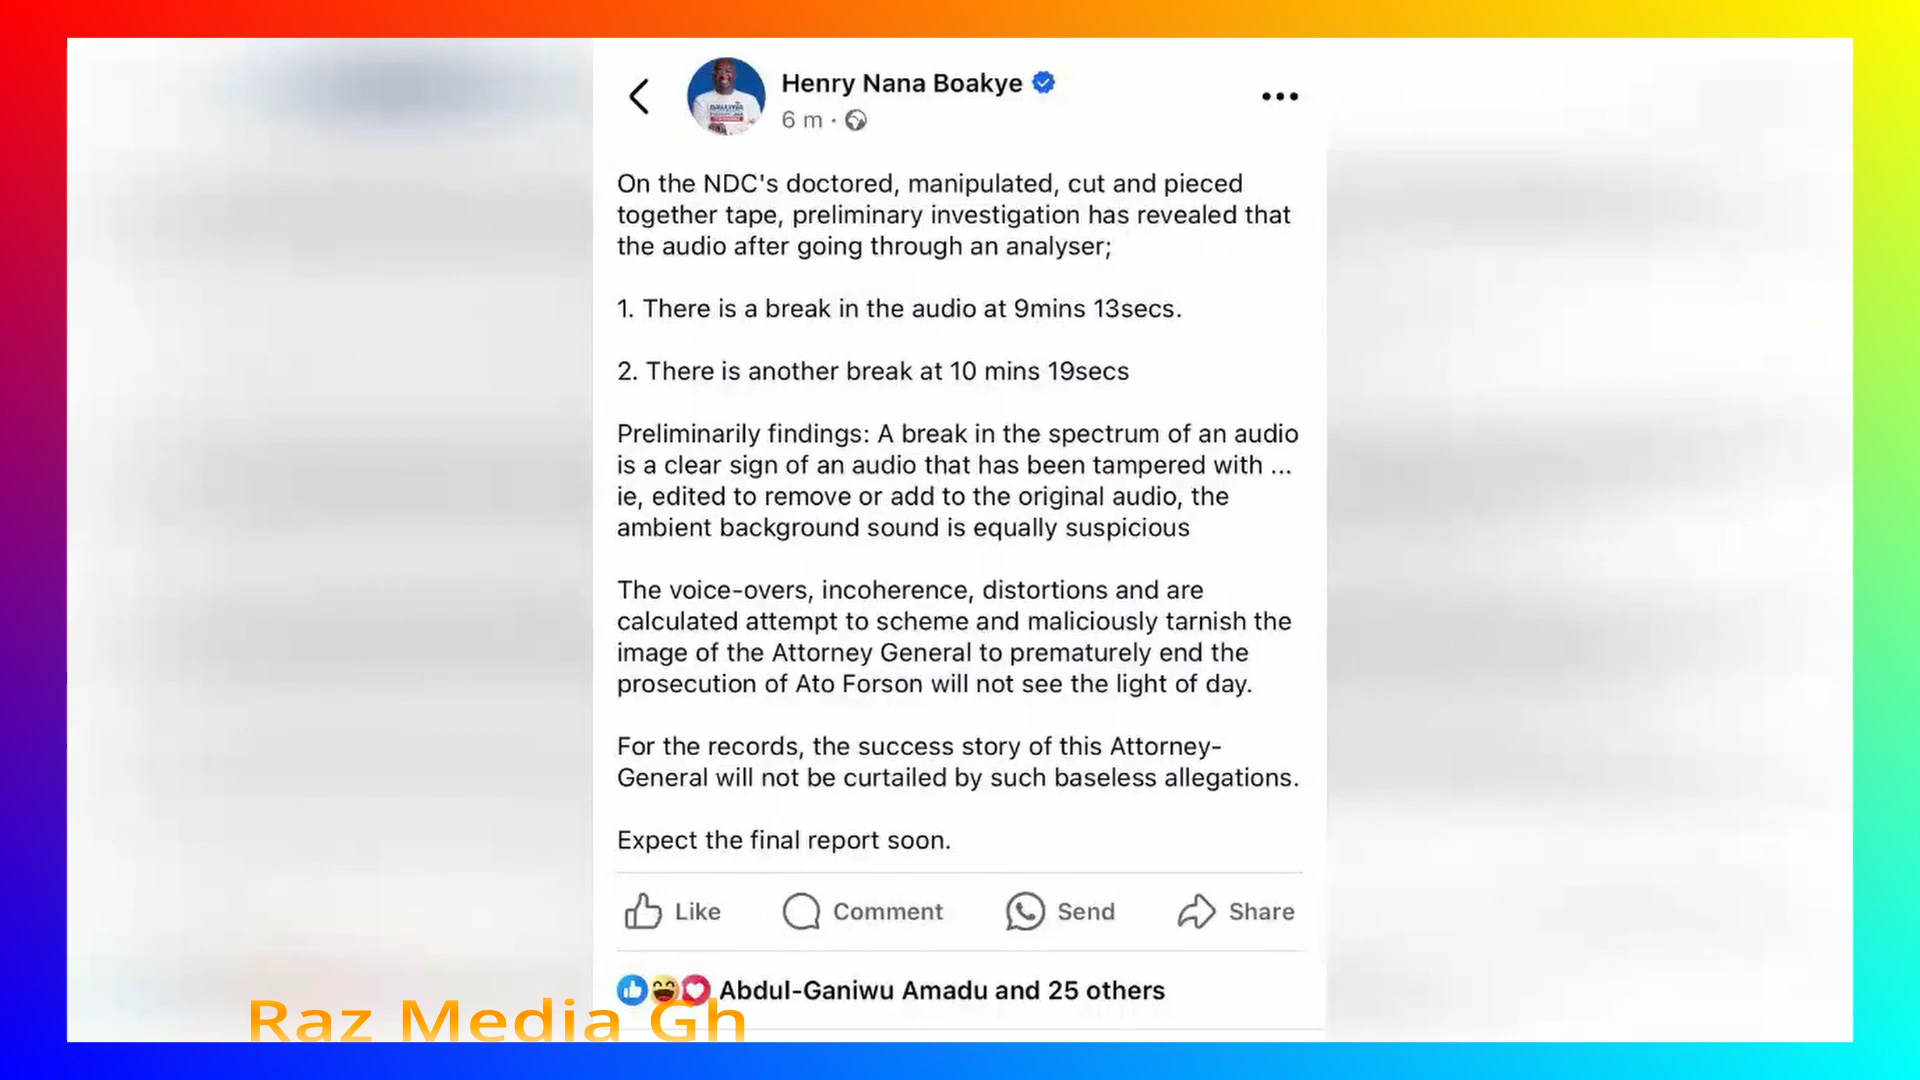 Henry Nana Boakye
6 m ·
On the NDC's doctored, manipulated, cut and pieced
together tape, preliminary investigation has revealed that
the audio after going through an analyser;
1. There is a break in the audio at 9mins 13secs.
2. There is another break at 10 mins 19secs
Preliminarily findings: A break in the spectrum of an audio
is a clear sign of an audio that has been tampered with ...
ie, edited to remove or add to the original audio, the
ambient background sound is equally suspicious
The voice-overs, incoherence, distortions and are
calculated attempt to scheme and maliciously tarnish the
image of the Attorney General to prematurely end the
prosecution of Ato Forson will not see the light of day.
For the records, the success story of this Attorney-
General will not be curtailed by such baseless allegations.
Expect the final report soon.
Like Comment Send Share
Abdul-Ganiwu Amadu and 25 others
Raz Media Gh